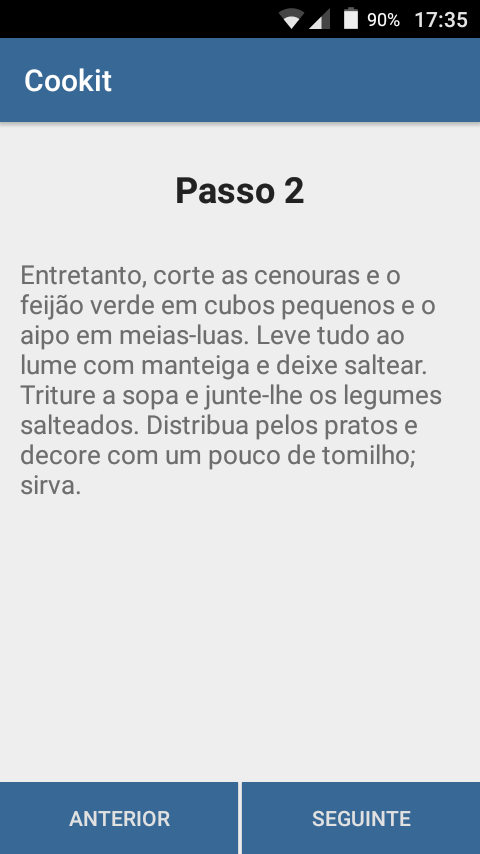 90% 17:35
Cookit
Passo 2
Entretanto, corte as cenouras e o
feijão verde em cubos pequenos e o
aipo em meias-luas. Leve tudo ao
lume com manteiga e deixe saltear.
Triture a sopa e junte-lhe os legumes
salteados. Distribua pelos pratos e
decore com um pouco de tomilho;
sirva.
ANTERIOR SEGUINTE